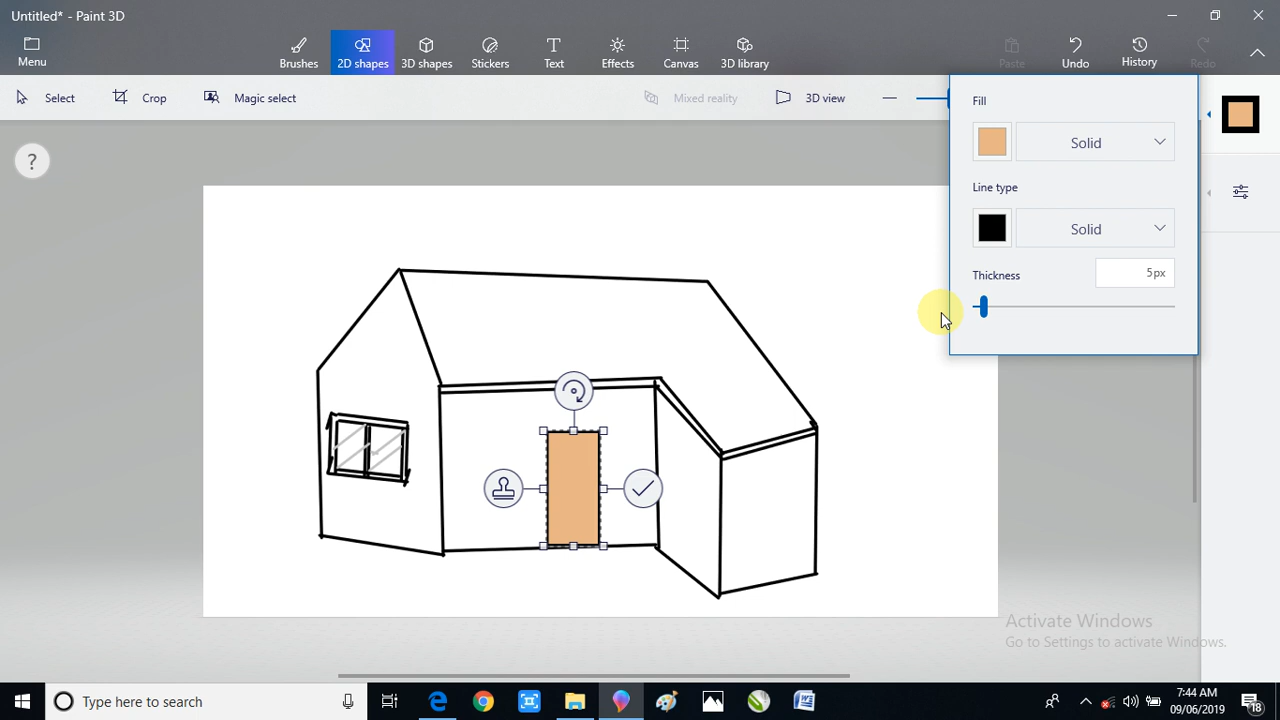 Untitled* - Paint 3D
Menu
Brushes
2D shapes
3D shapes
Stickers
Text
Effects
Canvas
3D library
Paste
Undo
History
Redo
Select
Crop
Magic select
Mixed reality
3D view
Fill
Solid
Line type
Solid
Thickness
5px
?
Activate Windows
Go to Settings to activate Windows.
Type here to search
7:44 AM
09/06/2019
18